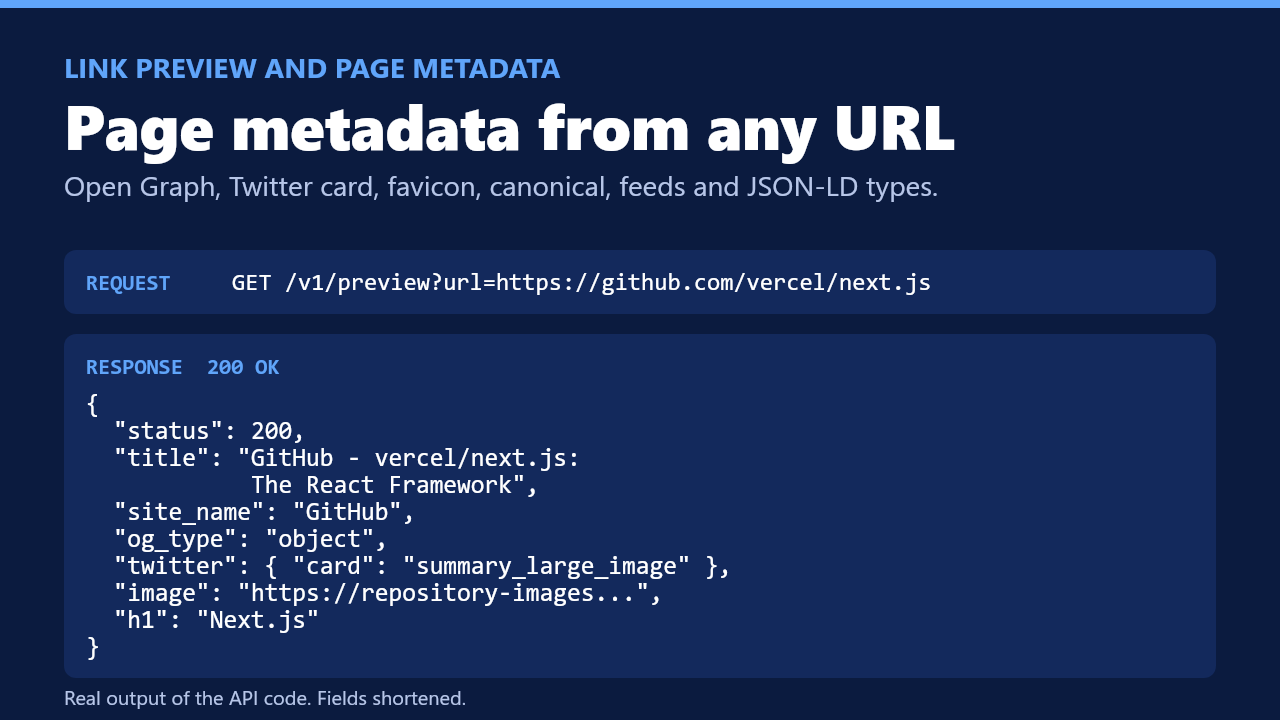 LINK PREVIEW AND PAGE METADATA
Page metadata from any URL
Open Graph, Twitter card, favicon, canonical, feeds and JSON-LD types.
REQUEST GET /v1/preview?url=https://github.com/vercel/next.js
RESPONSE 200 OK
{
  "status": 200,
  "title": "GitHub - vercel/next.js:
            The React Framework",
  "site_name": "GitHub",
  "og_type": "object",
  "twitter": { "card": "summary_large_image" },
  "image": "https://repository-images...",
  "h1": "Next.js"
}
Real output of the API code. Fields shortened.